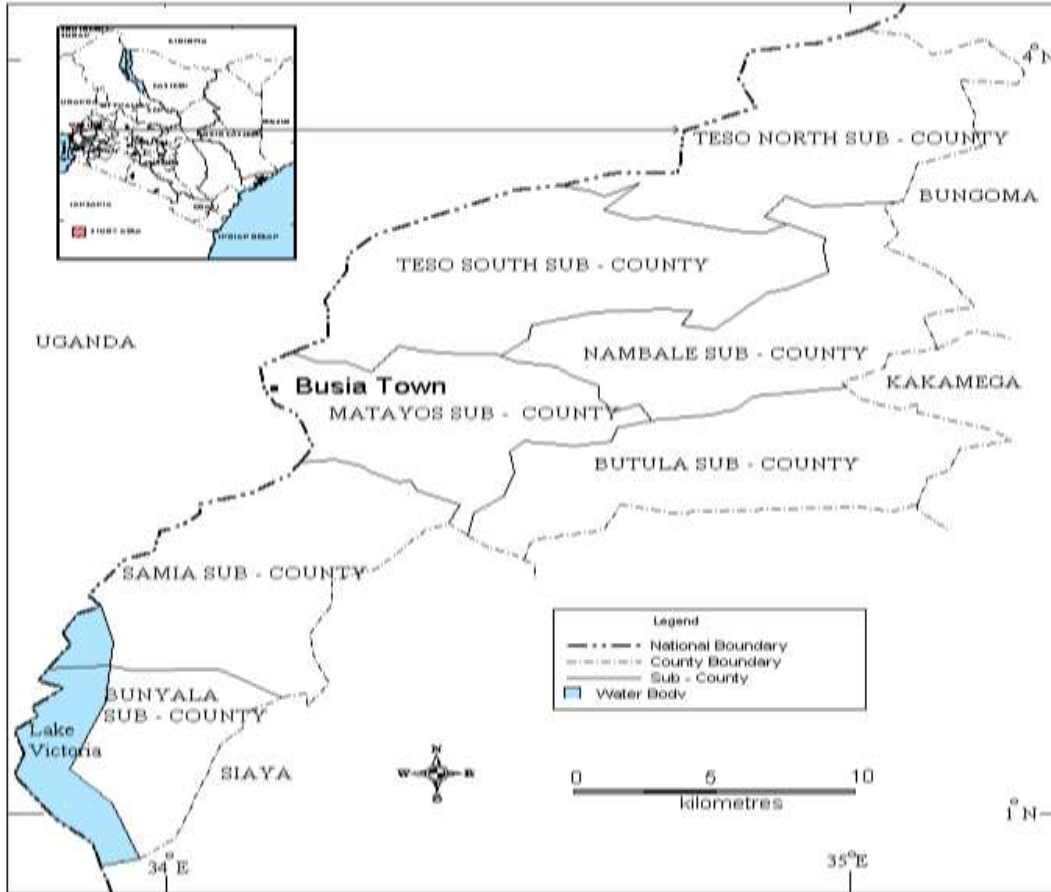 4°N
TESO NORTH SUB - COUNTY
BUNGOMA
TESO SOUTH SUB - COUNTY
UGANDA
NAMBALE SUB - COUNTY
Busia Town
KAKAMEGA
MATAYOS SUB - COUNTY
BUTULA SUB - COUNTY
SAMIA SUB - COUNTY
Legend
National Boundary
County Boundary
Sub - County
Water Body
BUNYALA
SUB - COUNTY
Lake
Victoria
SIAYA
N
W
E
S
0 5 10
kilometres
1°N
34°E
35°E